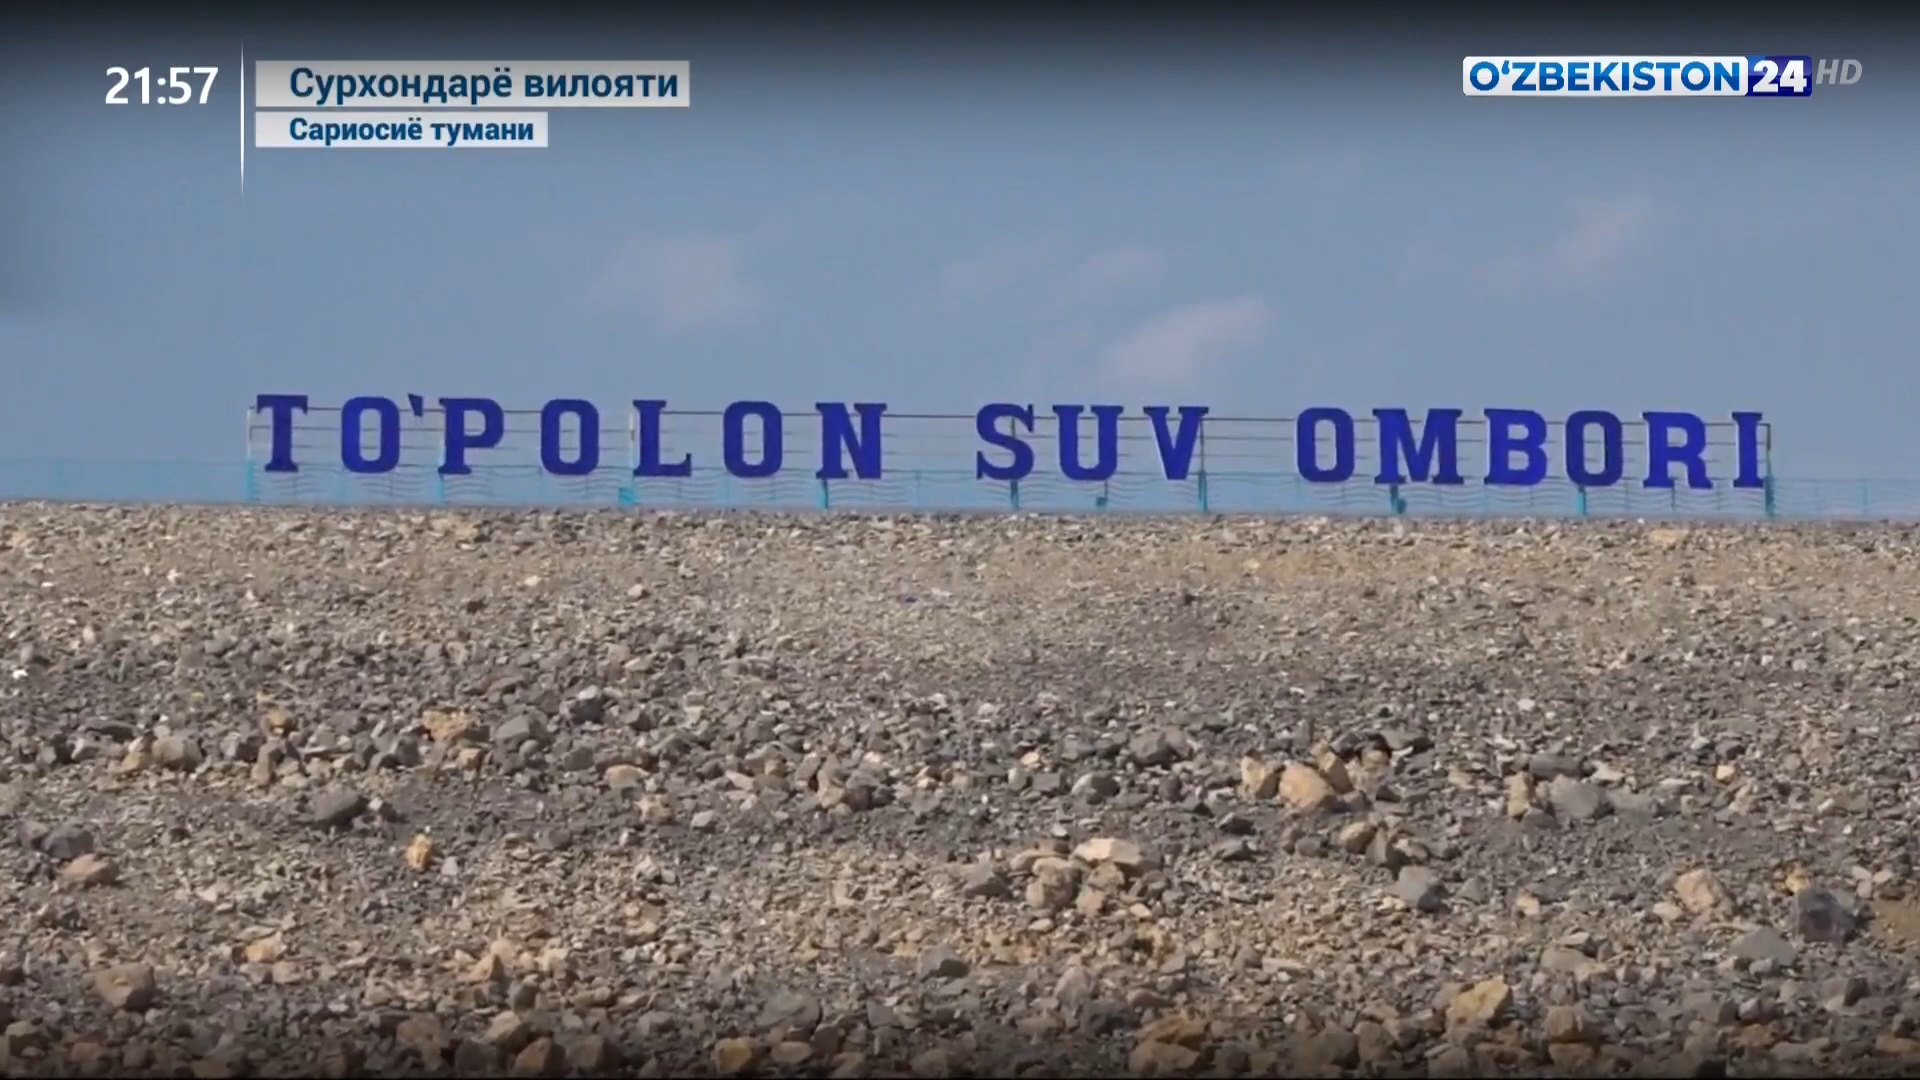 21:57
Сурхондарё вилояти
Сариосиё тумани
O‘ZBEKISTON 24 HD
TO'POLON SUV OMBORI